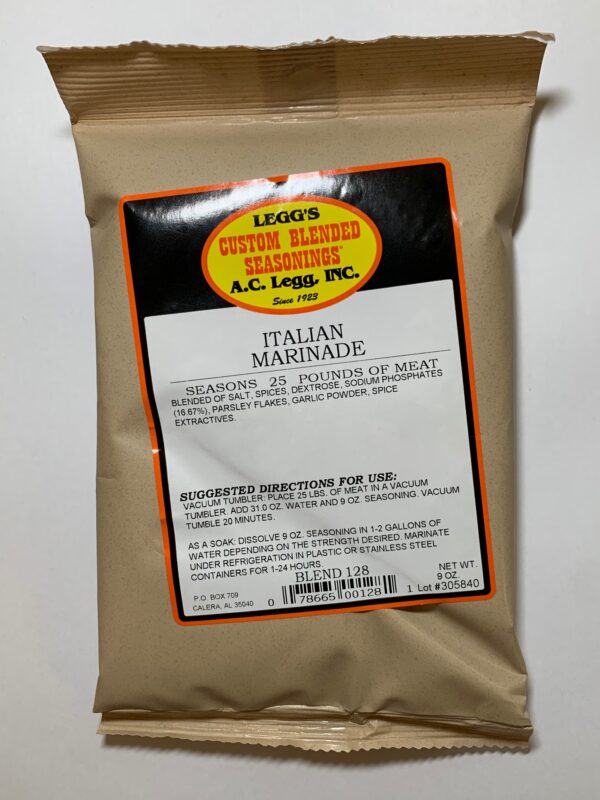 LEGG'S
CUSTOM BLENDED
SEASONINGS
A.C. Legg, INC.
Since 1923
ITALIAN
MARINADE
SEASONS 25 POUNDS OF MEAT
BLENDED OF SALT, SPICES, DEXTROSE, SODIUM PHOSPHATES
(16.67%), PARSLEY FLAKES, GARLIC POWDER, SPICE
EXTRACTIVES.
SUGGESTED DIRECTIONS FOR USE:
VACUUM TUMBLER: PLACE 25 LBS. OF MEAT IN A VACUUM
TUMBLER. ADD 31.0 OZ. WATER AND 9 OZ. SEASONING. VACUUM
TUMBLE 20 MINUTES.
AS A SOAK: DISSOLVE 9 OZ. SEASONING IN 1-2 GALLONS OF
WATER DEPENDING ON THE STRENGTH DESIRED. MARINATE
UNDER REFRIGERATION IN PLASTIC OR STAINLESS STEEL
CONTAINERS FOR 1-24 HOURS.
BLEND 128
NET WT.
9 OZ.
P.O. BOX 709
CALERA, AL 35040
0 78665 00128 1
Lot #305840